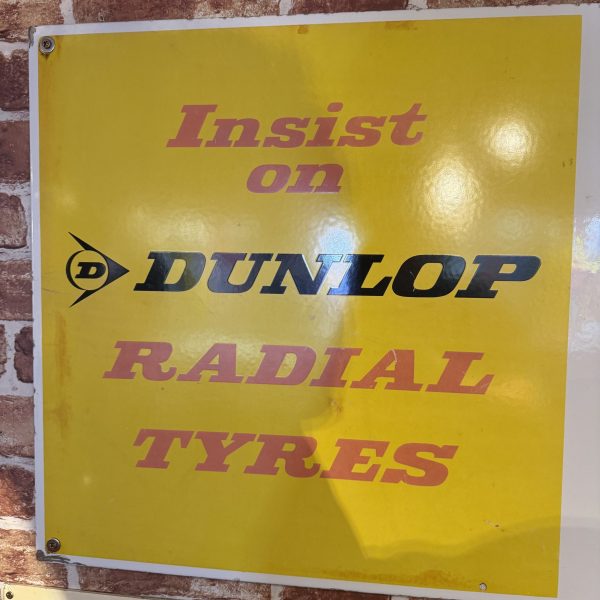 Insist
on
D DUNLOP
RADIAL
TYRES